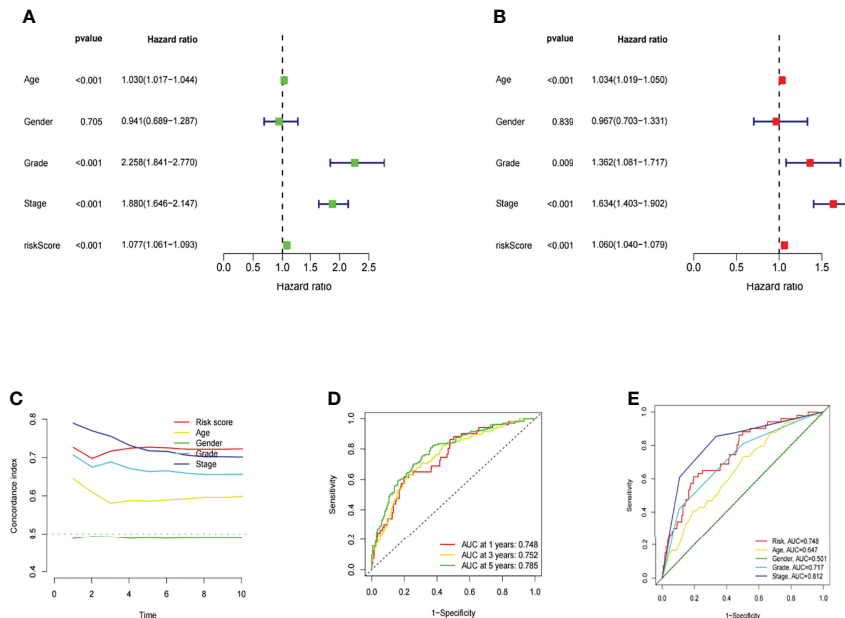 A
pvalue Hazard ratio
Age <0.001 1.030(1.017−1.044)
Gender 0.705 0.941(0.689−1.287)
Grade <0.001 2.258(1.841−2.770)
Stage <0.001 1.880(1.646−2.147)
riskScore <0.001 1.077(1.061−1.093)
0.0 0.5 1.0 1.5 2.0 2.5
Hazard ratio
B
pvalue Hazard ratio
Age <0.001 1.034(1.019−1.050)
Gender 0.839 0.967(0.703−1.331)
Grade 0.009 1.362(1.081−1.717)
Stage <0.001 1.634(1.403−1.902)
riskScore <0.001 1.060(1.040−1.079)
0.0 0.5 1.0 1.5
Hazard ratio
C
Concordance index
0.8
0.7
0.6
0.5
0.4
Risk score
Age
Gender
Grade
Stage
2 4 6 8 10
Time
D
Sensitivity
1.0
0.8
0.6
0.4
0.2
0.0
AUC at 1 years: 0.748
AUC at 3 years: 0.752
AUC at 5 years: 0.785
0.0 0.2 0.4 0.6 0.8 1.0
1−Specificity
E
Sensitivity
1.0
0.8
0.6
0.4
0.2
0.0
Risk, AUC=0.748
Age, AUC=0.647
Gender, AUC=0.501
Grade, AUC=0.717
Stage, AUC=0.812
0.0 0.2 0.4 0.6 0.8 1.0
1−Specificity